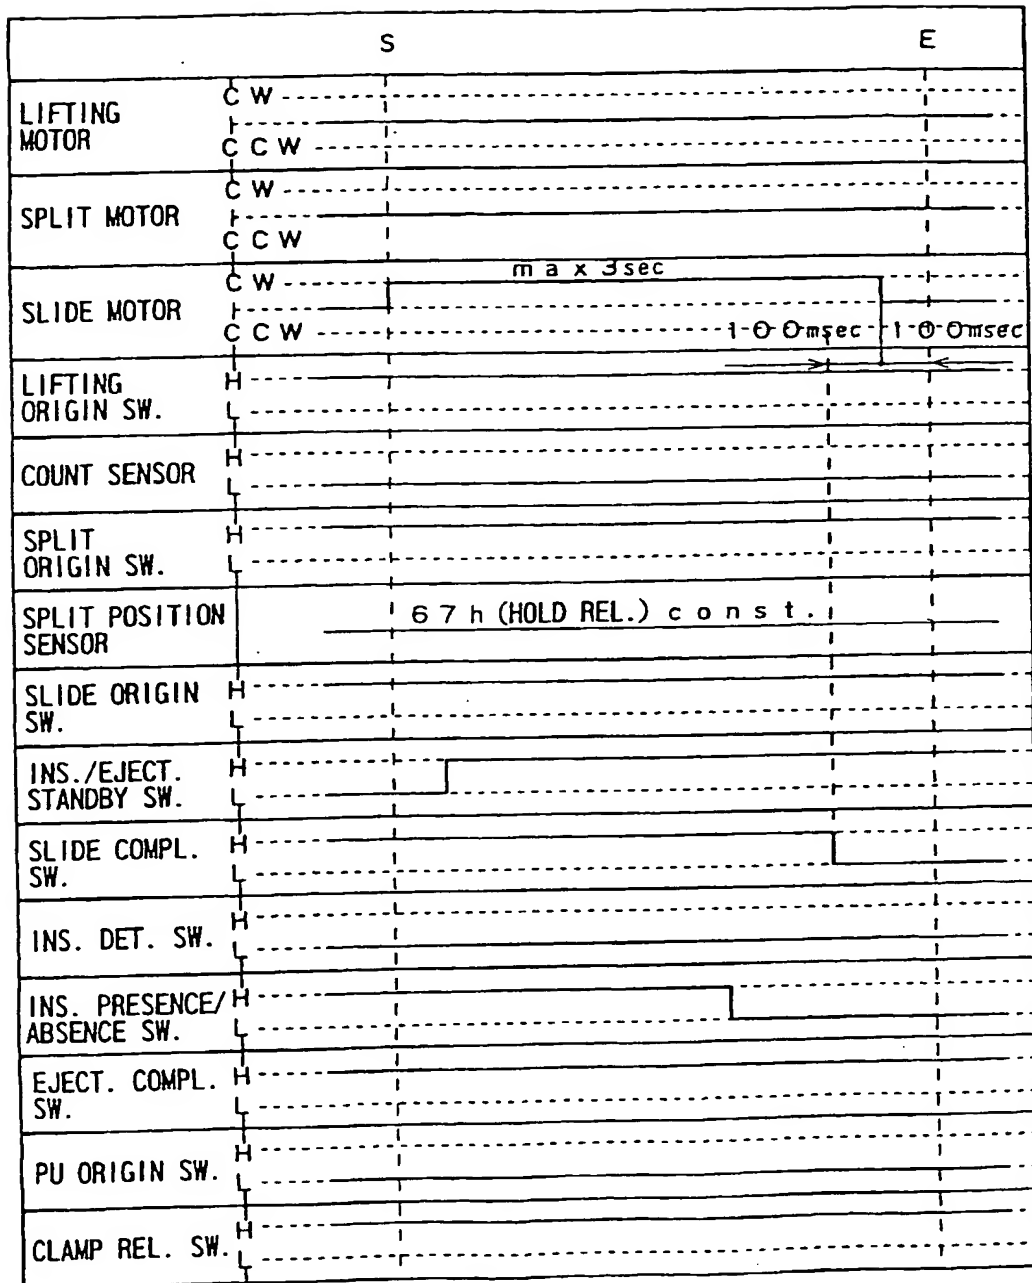 S E
LIFTING
MOTOR
CW
CCW
SPLIT MOTOR
CW
CCW
SLIDE MOTOR
CW
CCW
max 3sec
100msec 100msec
LIFTING
ORIGIN SW.
H
L
COUNT SENSOR
H
L
SPLIT
ORIGIN SW.
H
L
SPLIT POSITION
SENSOR
67h (HOLD REL.) const.
SLIDE ORIGIN
SW.
H
L
INS./EJECT.
STANDBY SW.
H
L
SLIDE COMPL.
SW.
H
L
INS. DET. SW.
H
L
INS. PRESENCE/
ABSENCE SW.
H
L
EJECT. COMPL.
SW.
H
L
PU ORIGIN SW.
H
L
CLAMP REL. SW.
H
L